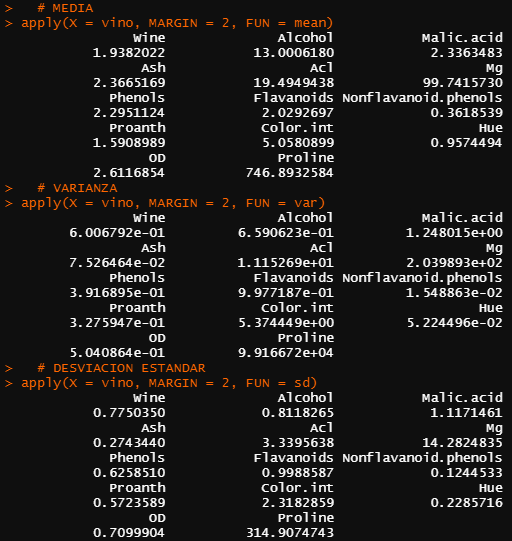 >   # MEDIA
> apply(X = vino, MARGIN = 2, FUN = mean)
                Wine              Alcohol           Malic.acid
           1.9382022           13.0006180            2.3363483
                 Ash                  Acl                   Mg
           2.3665169           19.4949438           99.7415730
             Phenols           Flavanoids Nonflavanoid.phenols
           2.2951124            2.0292697            0.3618539
            Proanth            Color.int                  Hue
           1.5908989            5.0580899            0.9574494
                  OD              Proline
           2.6116854          746.8932584
>   # VARIANZA
> apply(X = vino, MARGIN = 2, FUN = var)
                Wine              Alcohol           Malic.acid
        6.006792e-01         6.590623e-01         1.248015e+00
                 Ash                  Acl                   Mg
        7.526464e-02         1.115269e+01         2.039893e+02
             Phenols           Flavanoids Nonflavanoid.phenols
        3.916895e-01         9.977187e-01         1.548863e-02
            Proanth            Color.int                  Hue
        3.275947e-01         5.374449e+00         5.224496e-02
                  OD              Proline
        5.040864e-01         9.916672e+04
>   # DESVIACION ESTANDAR
> apply(X = vino, MARGIN = 2, FUN = sd)
                Wine              Alcohol           Malic.acid
           0.7750350            0.8118265            1.1171461
                 Ash                  Acl                   Mg
           0.2743440            3.3395638           14.2824835
             Phenols           Flavanoids Nonflavanoid.phenols
           0.6258510            0.9988587            0.1244533
            Proanth            Color.int                  Hue
           0.5723589            2.3182859            0.2285716
                  OD              Proline
           0.7099904          314.9074743